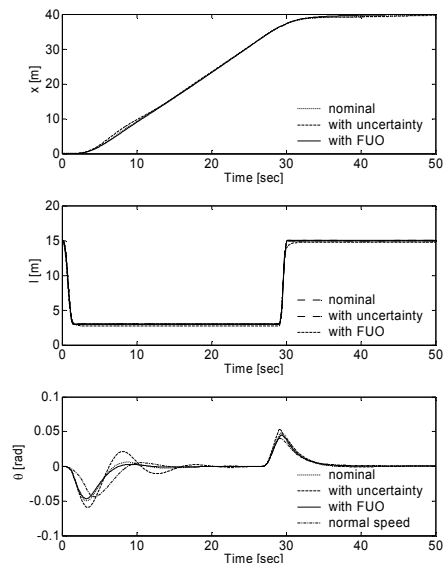 40
30
20
10
0
x [m]
nominal
with uncertainty
with FUO
0 10 20 30 40 50
Time [sec]
20
15
10
5
0
l [m]
nominal
with uncertainty
with FUO
0 10 20 30 40 50
Time [sec]
0.1
0.05
0
-0.05
-0.1
θ [rad]
nominal
with uncertainty
with FUO
normal speed
0 10 20 30 40 50
Time [sec]